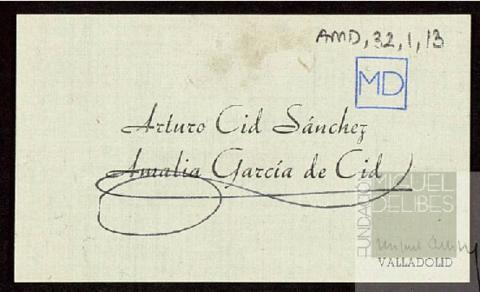 AMD, 32, 1, 13
MD
Arturo Cid Sánchez
Amalia García de Cid
FUNDACIÓN
MIGUEL
DELIBES
VALLADOLID